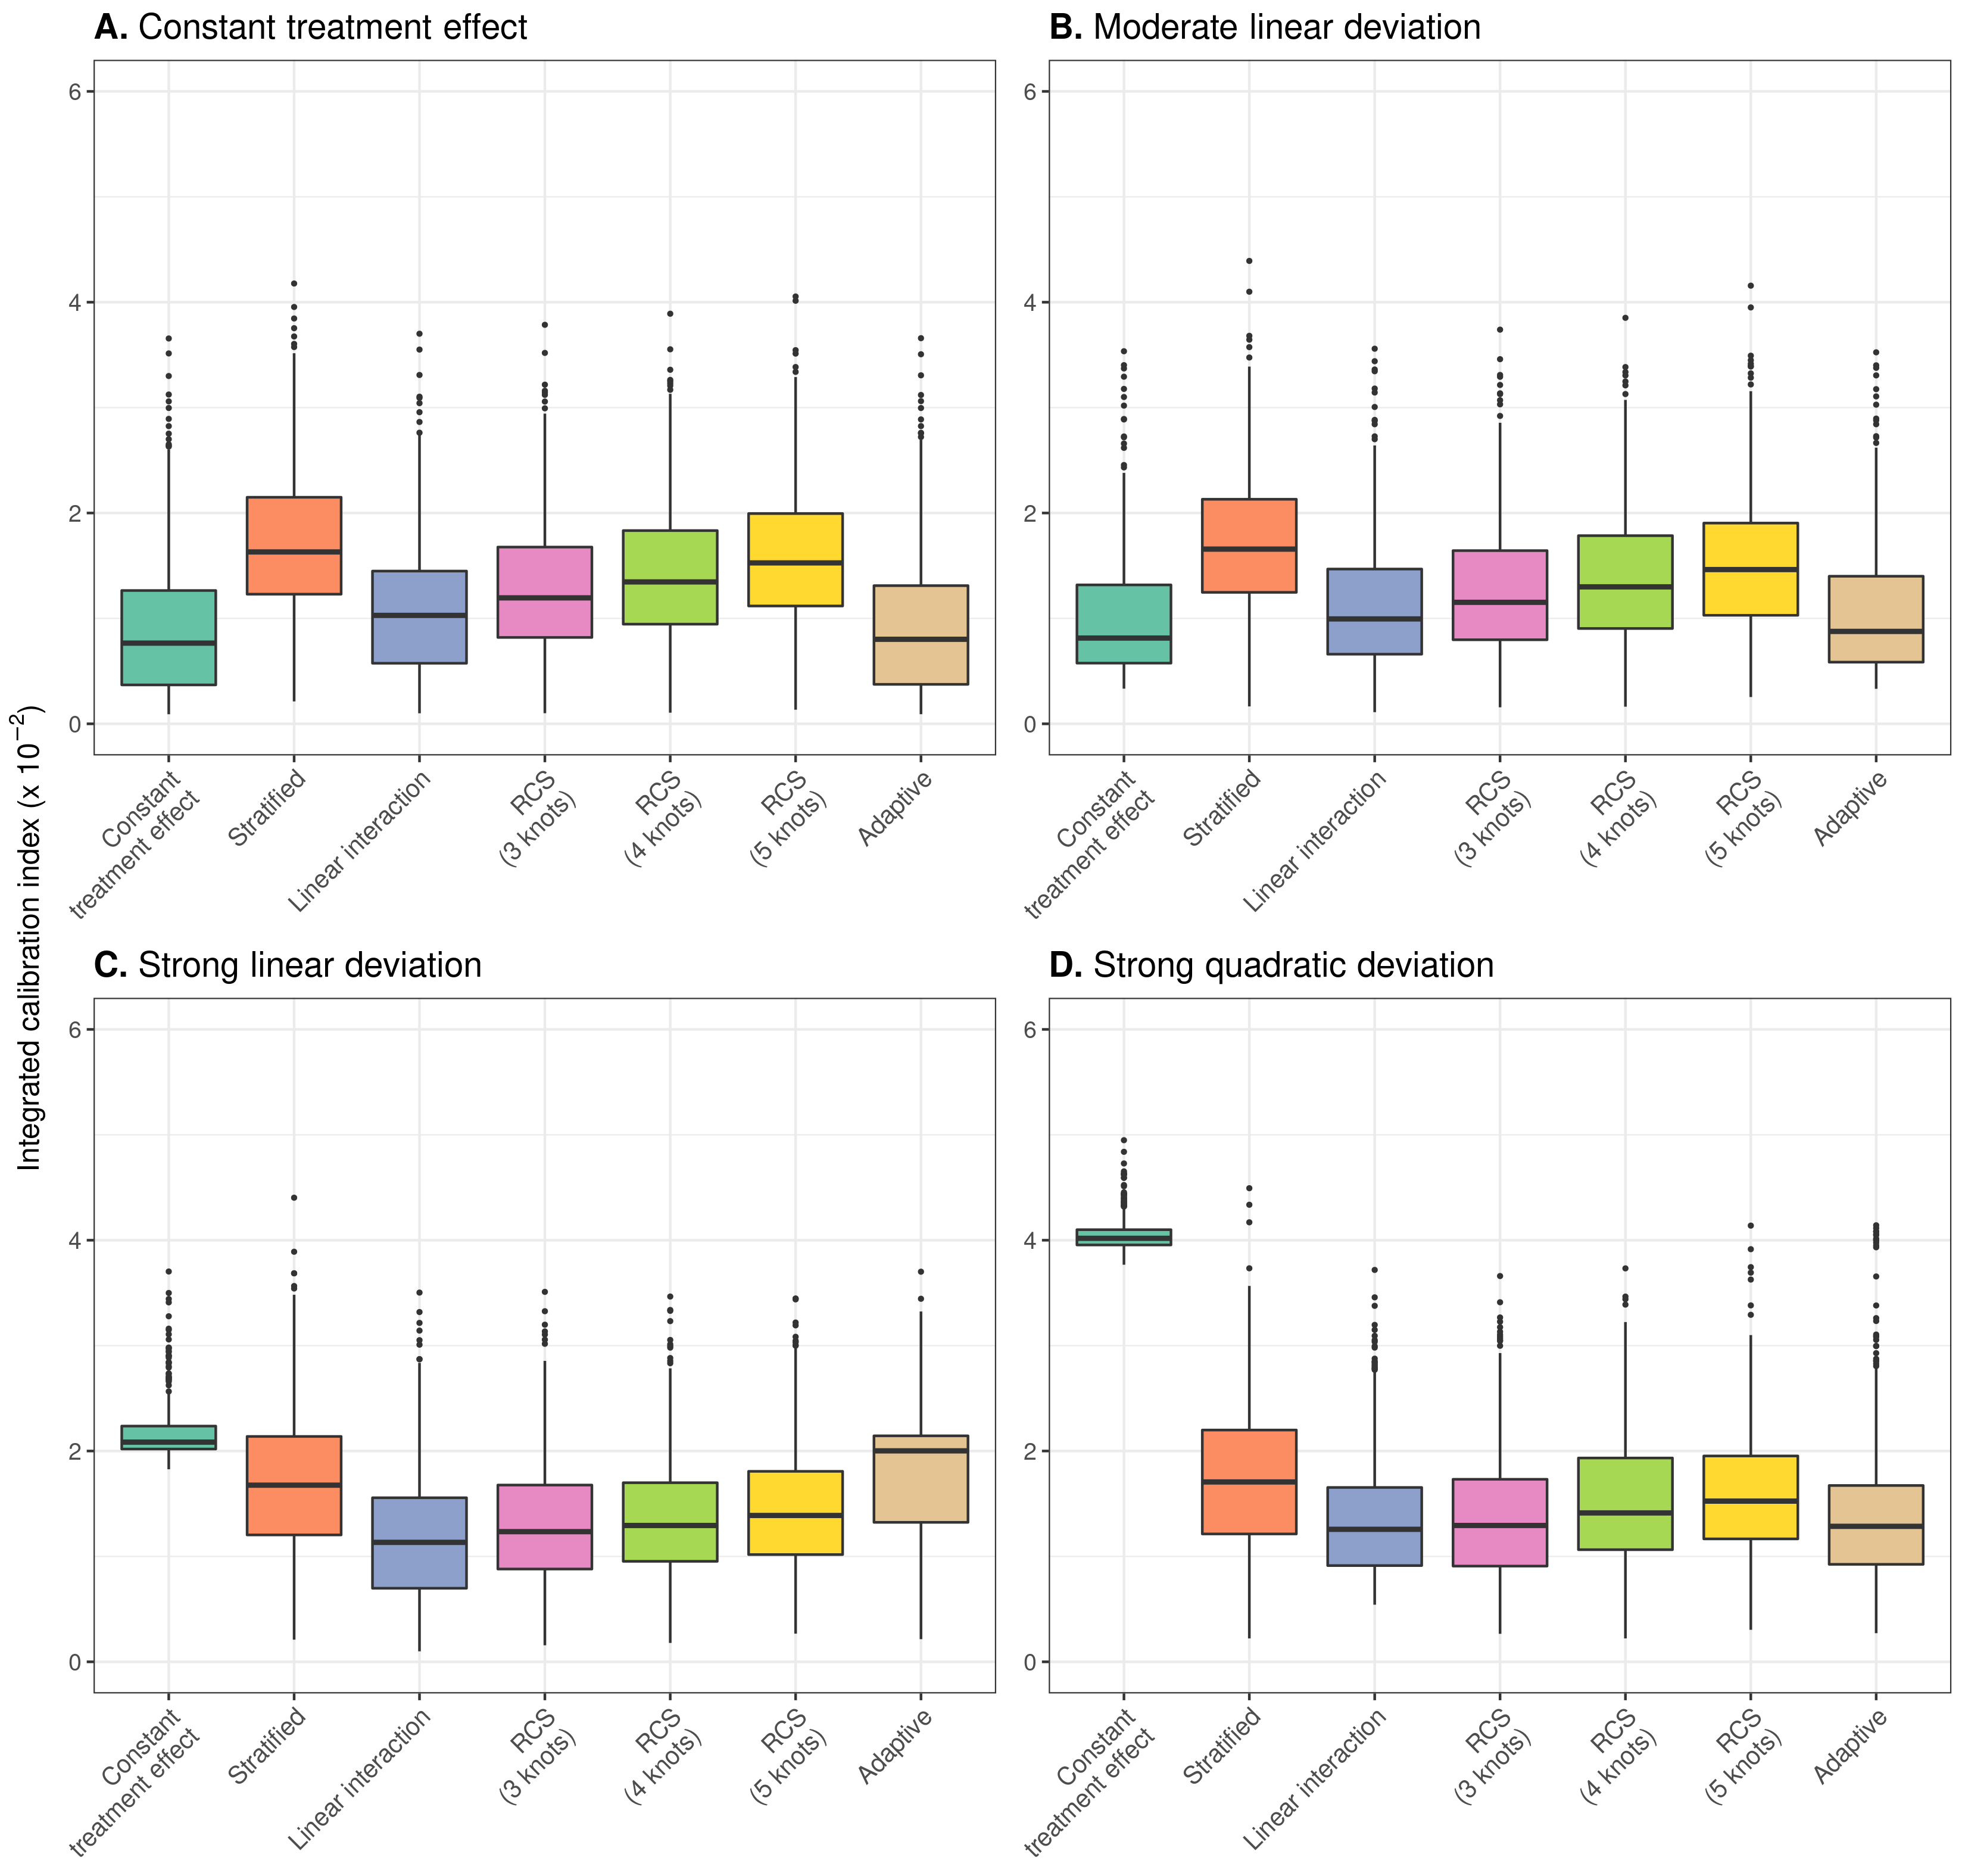 A. Constant treatment effect
6
4
2
0
Constant
treatment effect
Stratified
Linear interaction
RCS
(3 knots)
RCS
(4 knots)
RCS
(5 knots)
Adaptive
B. Moderate linear deviation
6
4
2
0
Constant
treatment effect
Stratified
Linear interaction
RCS
(3 knots)
RCS
(4 knots)
RCS
(5 knots)
Adaptive
Integrated calibration index (x 10⁻²)
C. Strong linear deviation
6
4
2
0
Constant
treatment effect
Stratified
Linear interaction
RCS
(3 knots)
RCS
(4 knots)
RCS
(5 knots)
Adaptive
D. Strong quadratic deviation
6
4
2
0
Constant
treatment effect
Stratified
Linear interaction
RCS
(3 knots)
RCS
(4 knots)
RCS
(5 knots)
Adaptive